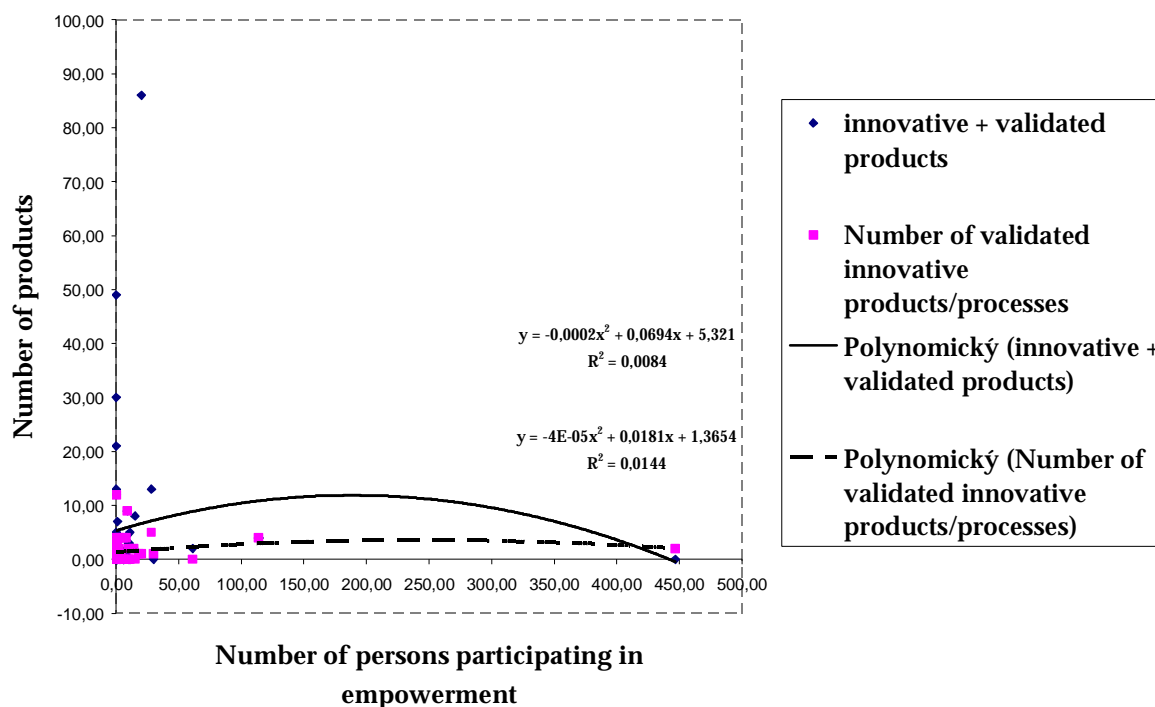 100,00
90,00
80,00
70,00
60,00
50,00
40,00
30,00
20,00
10,00
0,00
-10,00
0,00 50,00 100,00 150,00 200,00 250,00 300,00 350,00 400,00 450,00 500,00
Number of products
Number of persons participating in
empowerment
y = -0,0002x² + 0,0694x + 5,321
R² = 0,0084
y = -4E-05x² + 0,0181x + 1,3654
R² = 0,0144
innovative + validated
products
Number of validated
innovative
products/processes
Polynomický (innovative +
validated products)
Polynomický (Number of
validated innovative
products/processes)